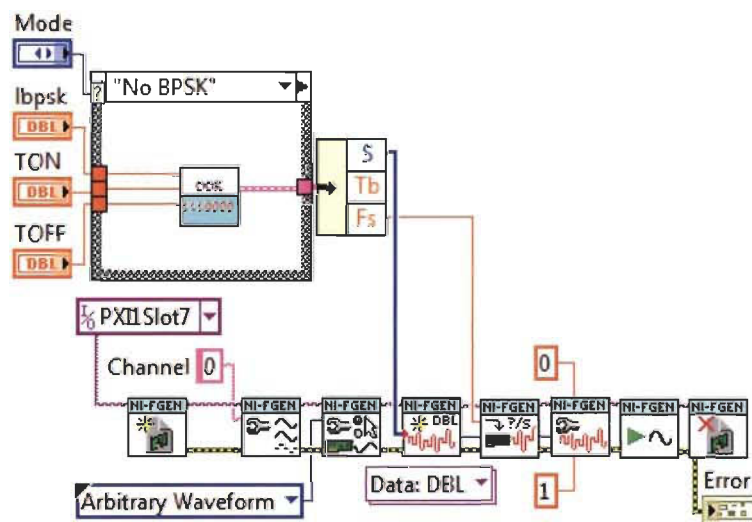 Mode
"No BPSK"
Ibpsk
DBL
TON
DBL
TOFF
DBL
OOK
S
Tb
Fs
I/O PXI1Slot7
Channel 0
0
NI-FGEN NI-FGEN NI-FGEN NI-FGEN NI-FGEN NI-FGEN NI-FGEN NI-FGEN
DBL
?/s
Arbitrary Waveform
Data: DBL
1
Error